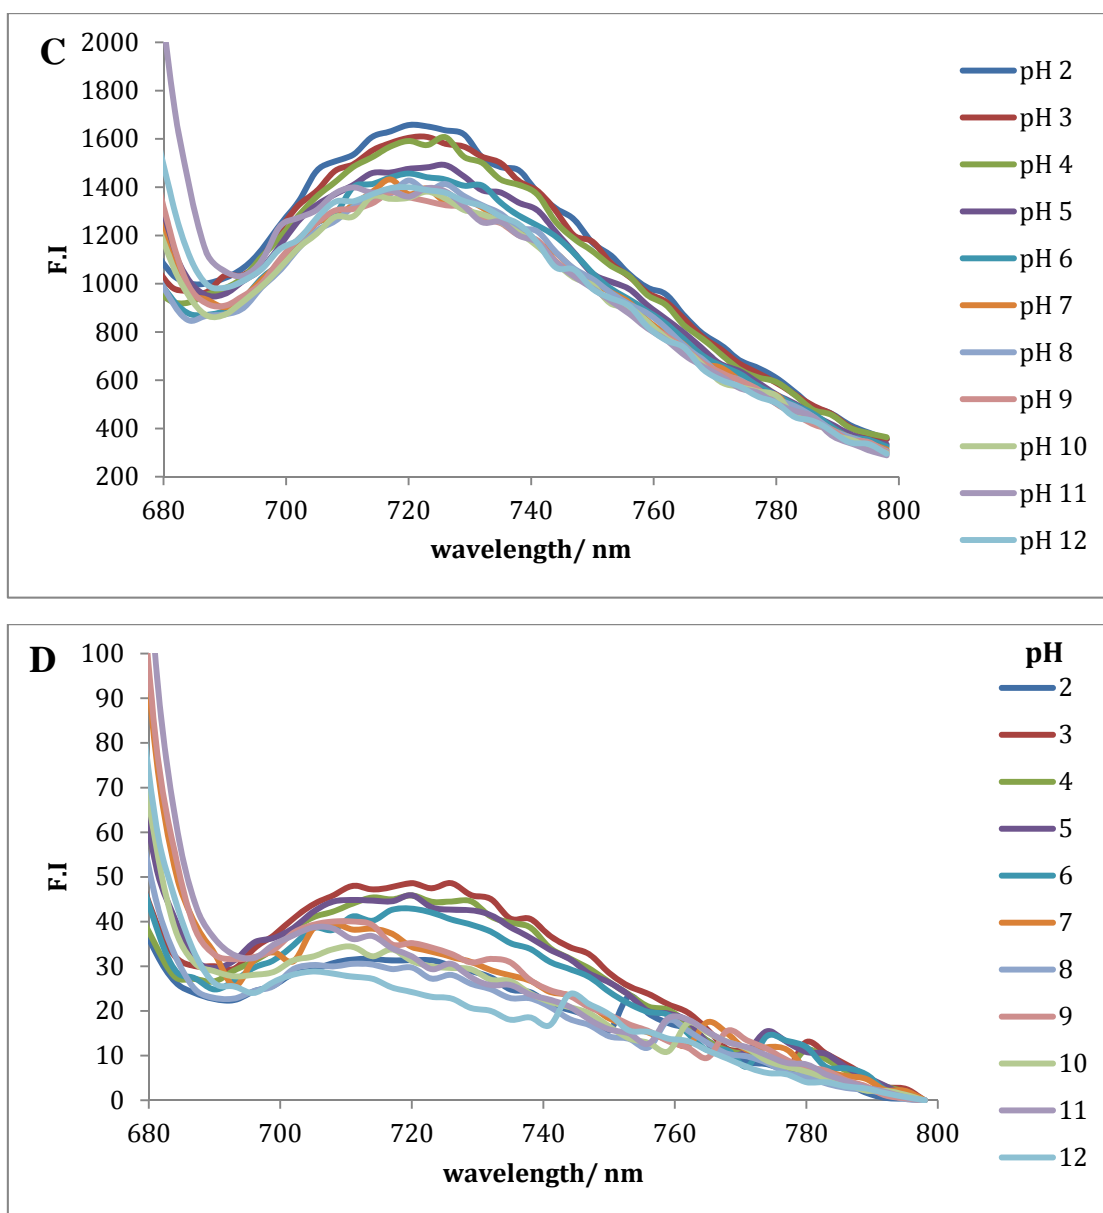 C
2000
1800
1600
1400
1200
1000
800
600
400
200
F.I
680 700 720 740 760 780 800
wavelength/ nm
pH 2
pH 3
pH 4
pH 5
pH 6
pH 7
pH 8
pH 9
pH 10
pH 11
pH 12
D
100
90
80
70
60
50
40
30
20
10
0
F.I
680 700 720 740 760 780 800
wavelength/ nm
pH
2
3
4
5
6
7
8
9
10
11
12